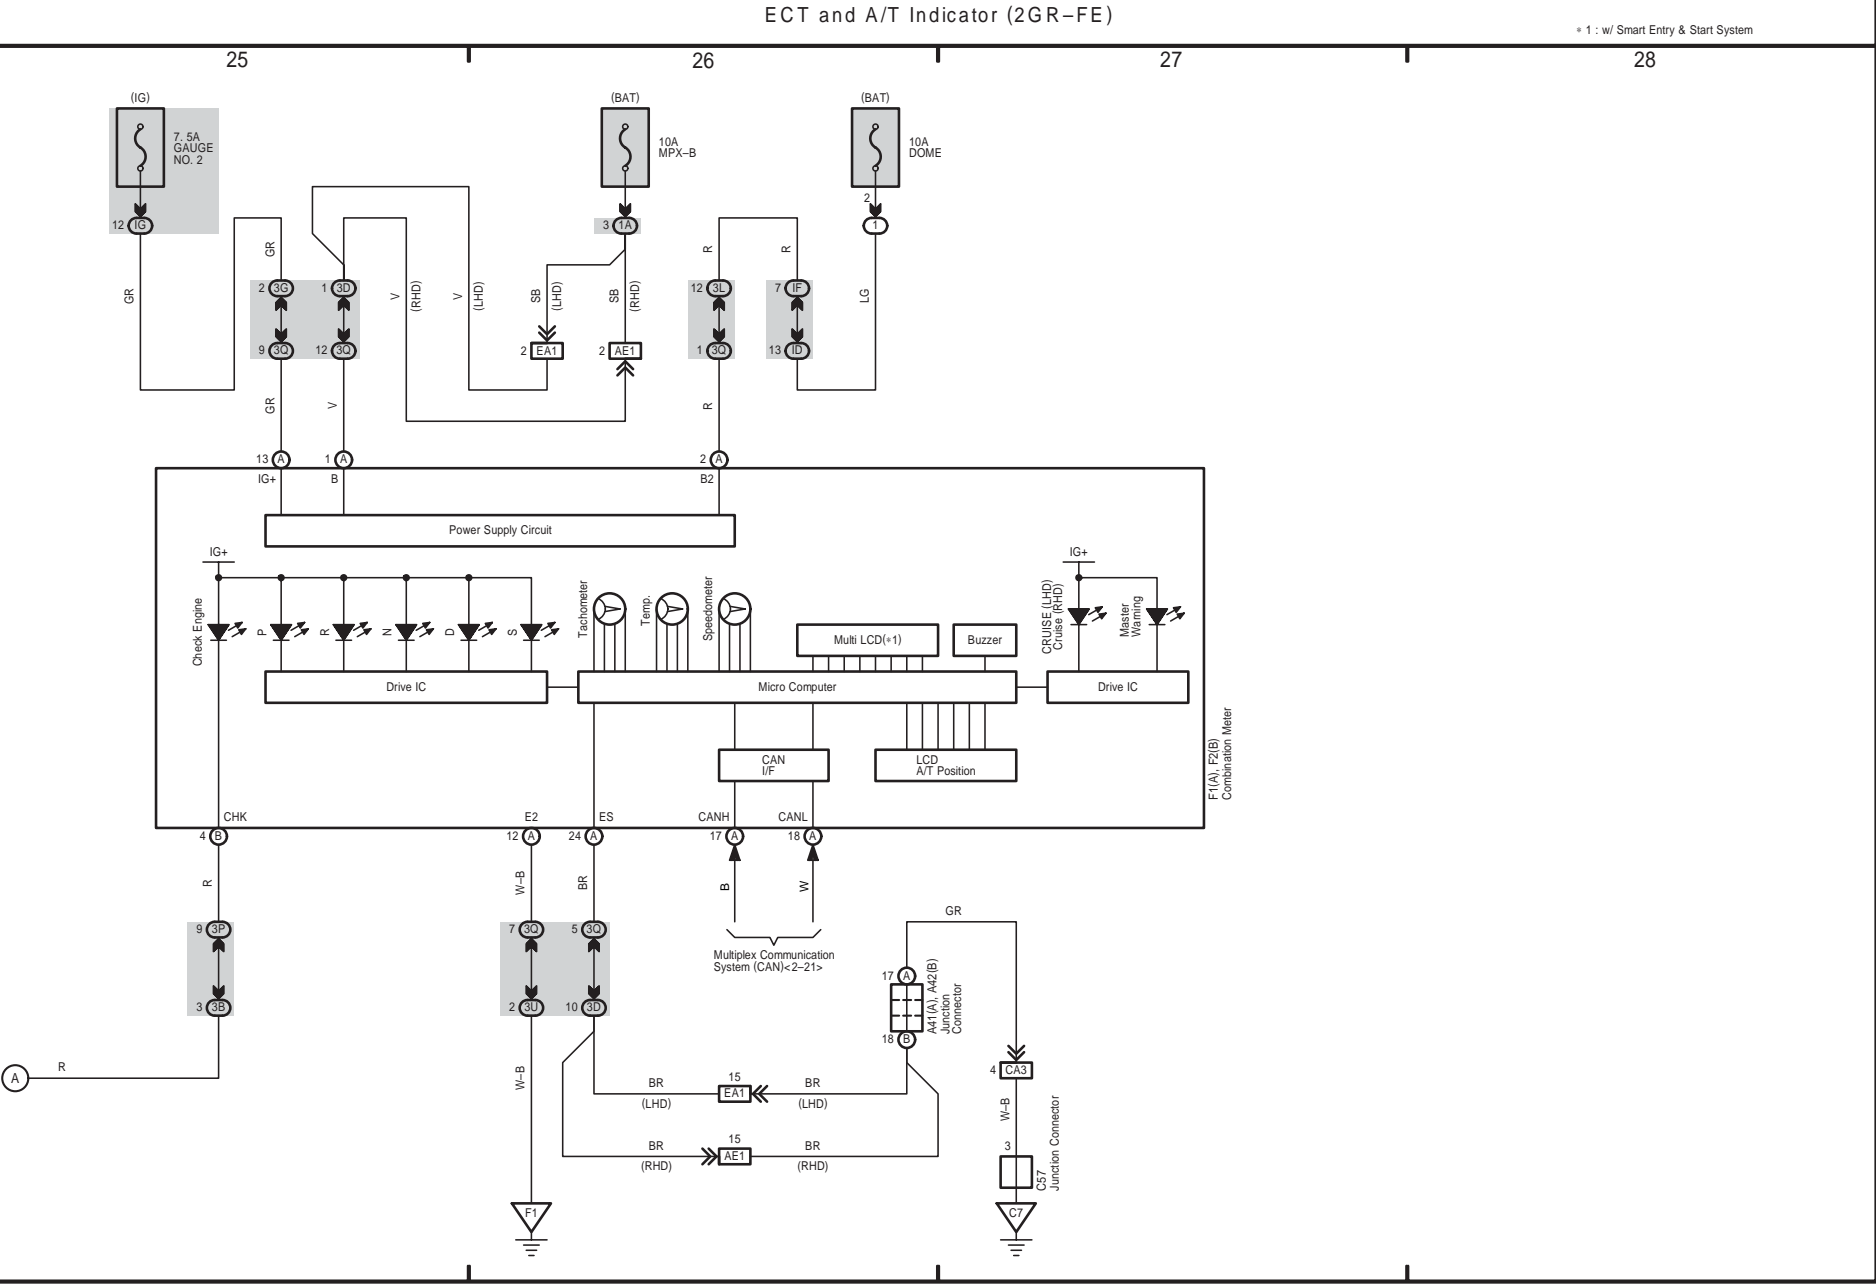 ECT and A/T Indicator (2GR–FE)
∗ 1 : w/ Smart Entry & Start System
25
26
27
28
(IG)
(BAT)
(BAT)
7. 5A
GAUGE
NO. 2
10A
MPX–B
10A
DOME
2
12 IG
3 1A
1
GR
GR
V
(RHD)
V
(LHD)
SB
(LHD)
SB
(RHD)
R
R
LG
2 3G
1 3D
12 3L
7 IF
9 3Q
12 3Q
2 EA1
2 AE1
1 3Q
13 ID
GR
V
R
13 A
1 A
2 A
IG+
B
B2
Power Supply Circuit
IG+
IG+
Check Engine
P
R
N
D
S
Tachometer
Temp.
Speedometer
CRUISE (LHD)
Cruise (RHD)
Master
Warning
Multi LCD(∗1)
Buzzer
Drive IC
Micro Computer
Drive IC
CAN
I/F
LCD
A/T Position
F1(A), F2(B)
Combination Meter
CHK
E2
ES
CANH
CANL
4 B
12 A
24 A
17 A
18 A
R
W–B
BR
B
W
9 3P
7 3Q
5 3Q
Multiplex Communication
System (CAN)<2–21>
GR
17 A
A41(A), A42(B)
Junction
Connector
18 B
3 3B
2 3U
10 3D
A
R
W–B
BR
(LHD)
15
EA1
BR
(LHD)
4 CA3
W–B
BR
(RHD)
15
AE1
BR
(RHD)
3
C57
Junction Connector
F1
C7